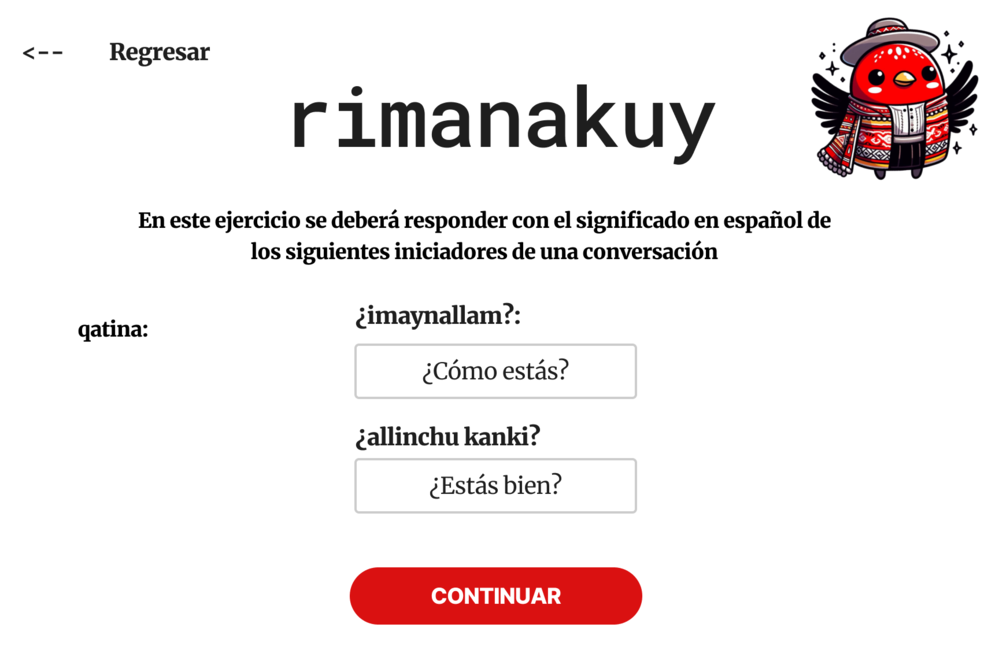 <-- Regresar
rimanakuy
En este ejercicio se deberá responder con el significado en español de
los siguientes iniciadores de una conversación
qatina:
¿imaynallam?:
¿Cómo estás?
¿allinchu kanki?
¿Estás bien?
CONTINUAR